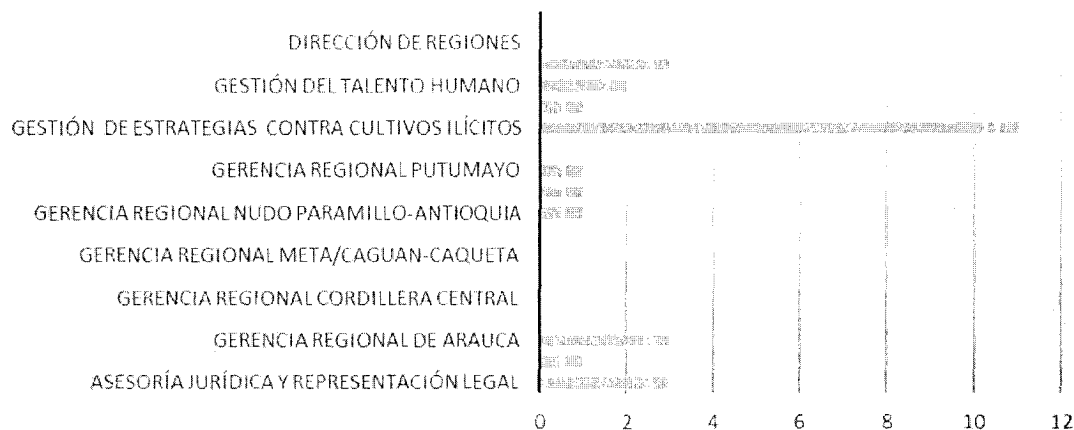 DIRECCIÓN DE REGIONES
GESTIÓN DEL TALENTO HUMANO
GESTIÓN DE ESTRATEGIAS CONTRA CULTIVOS ILÍCITOS
GERENCIA REGIONAL PUTUMAYO
GERENCIA REGIONAL NUDO PARAMILLO-ANTIOQUIA
GERENCIA REGIONAL META/CAGUAN-CAQUETA
GERENCIA REGIONAL CORDILLERA CENTRAL
GERENCIA REGIONAL DE ARAUCA
ASESORÍA JURÍDICA Y REPRESENTACIÓN LEGAL
0 2 4 6 8 10 12